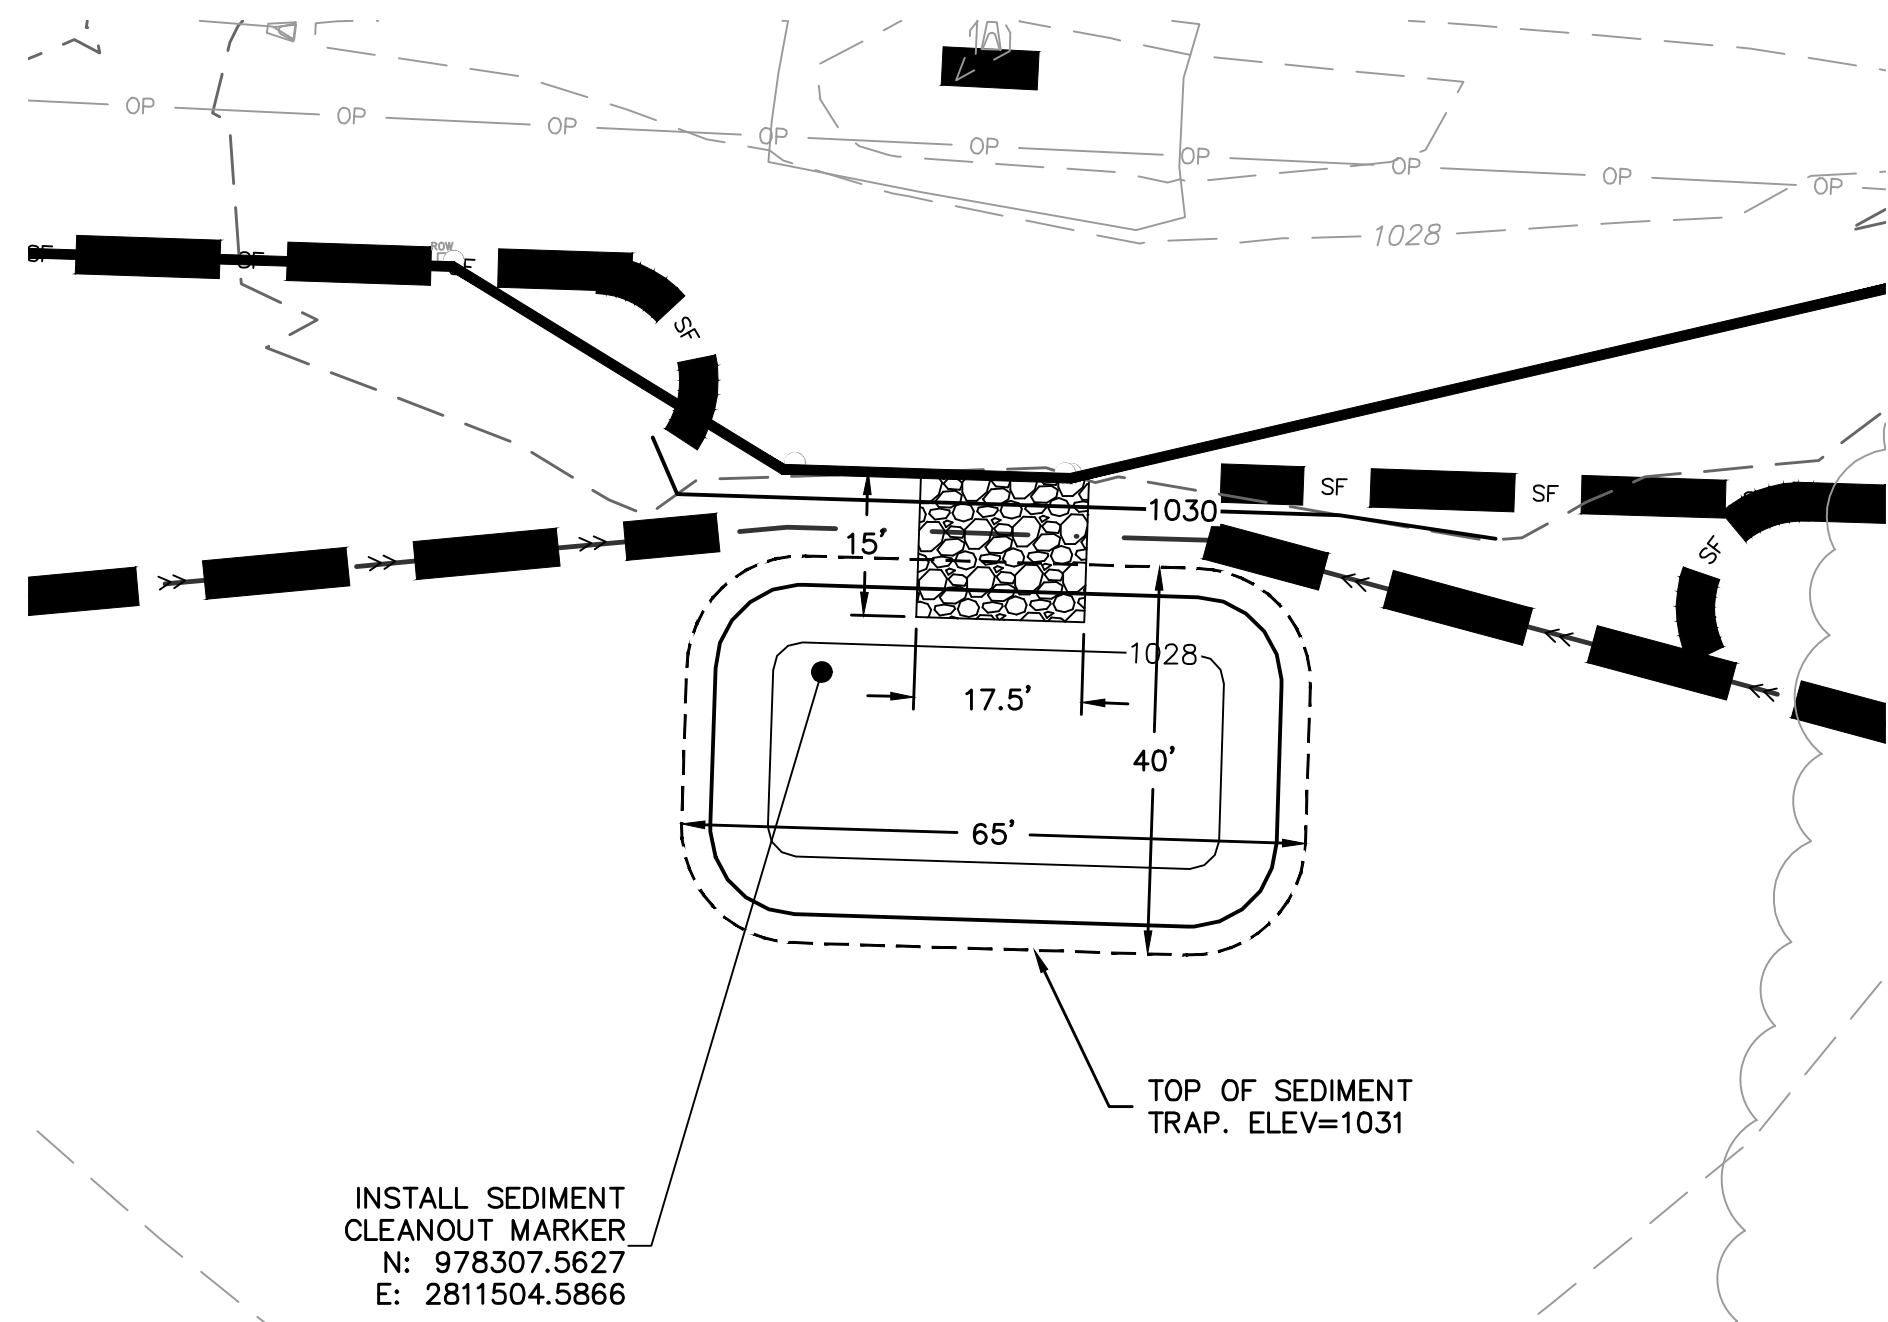 OP
OP
OP
OP
OP
OP
OP
OP
OP
1028
SF
SF
ROW
SF
SF
SF
SF
1030
15'
SF
1028
17.5'
40'
65'
TOP OF SEDIMENT
TRAP. ELEV=1031
INSTALL SEDIMENT
CLEANOUT MARKER
N: 978307.5627
E: 2811504.5866